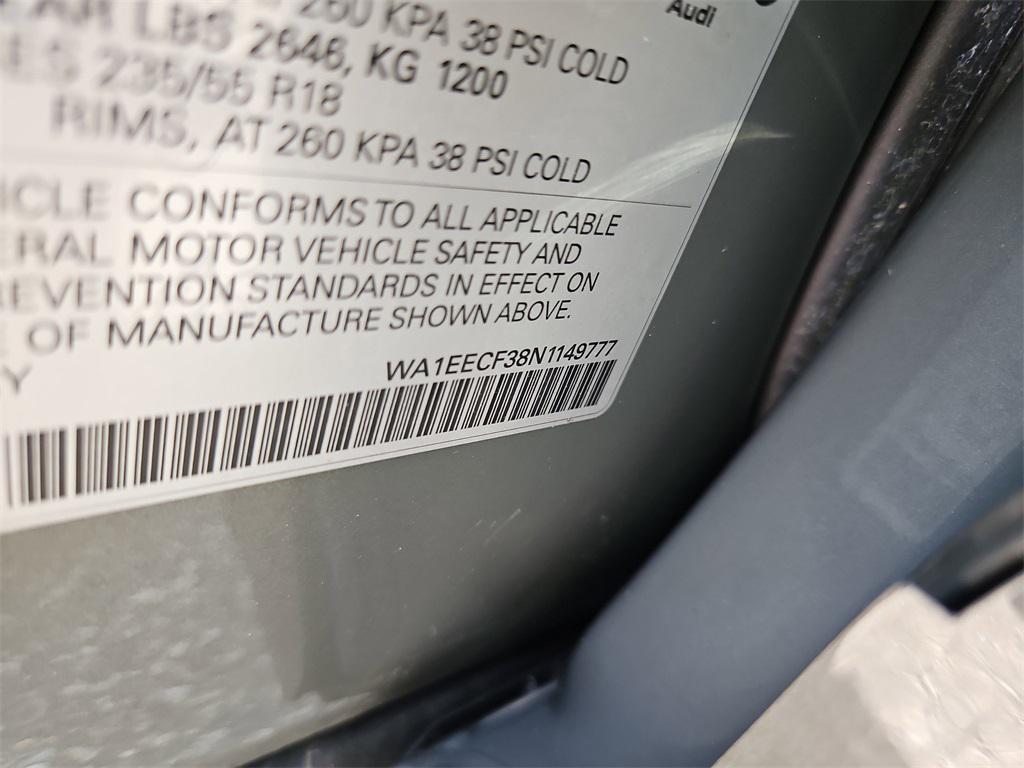 Audi
260 KPA 38 PSI COLD
LBS 2646, KG 1200
235/55 R18
RIMS, AT 260 KPA 38 PSI COLD
CONFORMS TO ALL APPLICABLE
MOTOR VEHICLE SAFETY AND
STANDARDS IN EFFECT ON
OF MANUFACTURE SHOWN ABOVE.
WA1EECF38N1149777